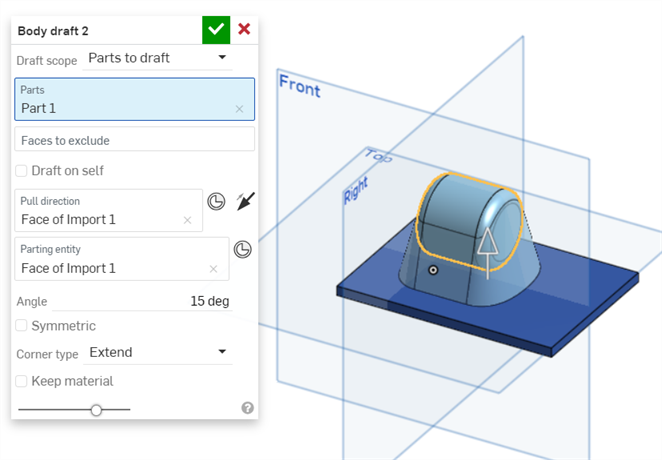 Body draft 2
Draft scope Parts to draft
Parts
Part 1
Faces to exclude
Draft on self
Pull direction
Face of Import 1
Parting entity
Face of Import 1
Angle 15 deg
Symmetric
Corner type Extend
Keep material
Front
Top
Right